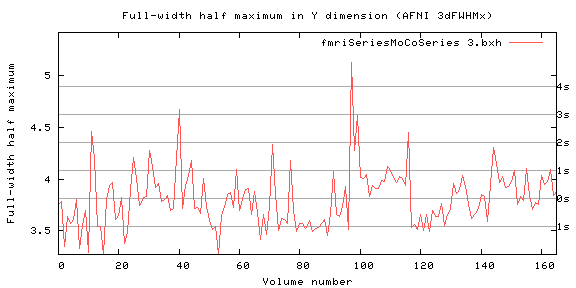 Full-width half maximum in Y dimension (AFNI 3dFWHMx)
fmriSeriesMoCoSeries 3.bxh
Full-width half maximum
5
4.5
4
3.5
4s
3s
2s
1s
0s
1s
0 20 40 60 80 100 120 140 160
Volume number